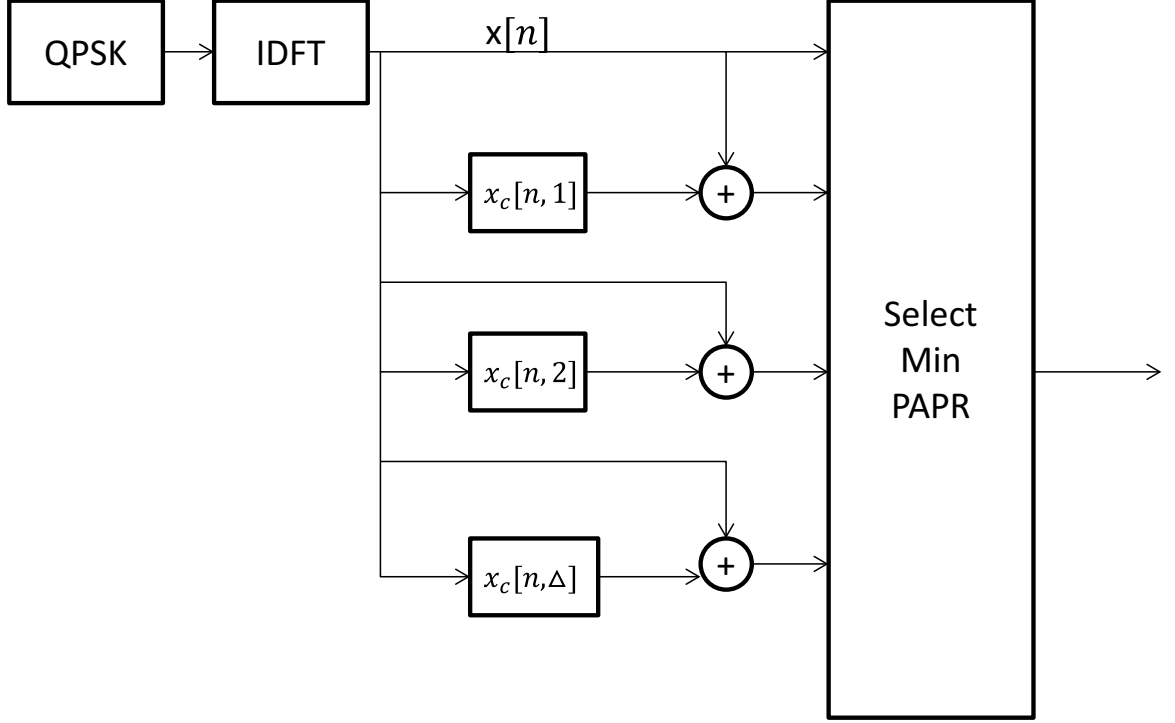 QPSK
IDFT
x[n]
x_c[n, 1]
+
x_c[n, 2]
+
Select
Min
PAPR
x_c[n,△]
+